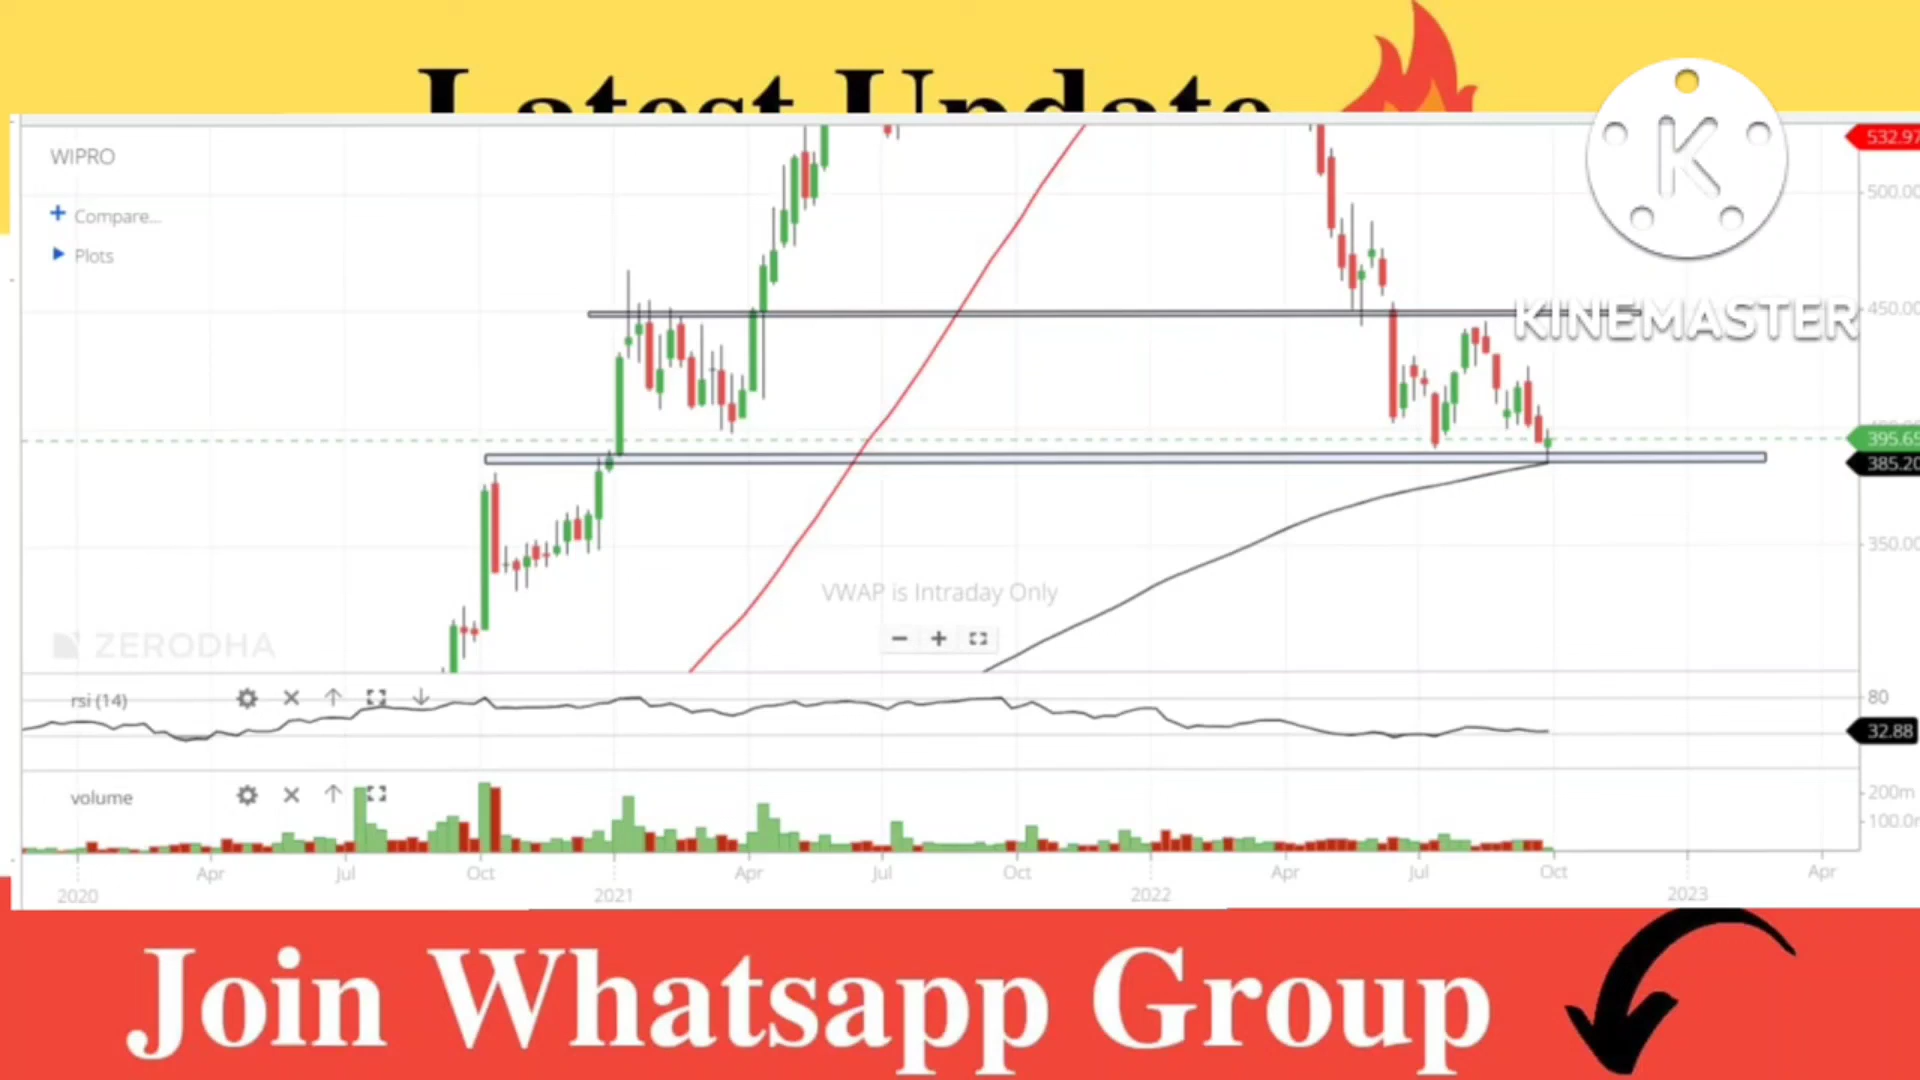 Latest Update
532.97
WIPRO
500.00
Compare...
Plots
K
KINEMASTER
450.00
395.65
385.20
350.00
VWAP is Intraday Only
ZERODHA
rsi (14)
80
32.88
volume
200m
100.0
Apr Jul Oct Apr Jul Oct Apr Jul Oct Apr
2020 2021 2022 2023
Join Whatsapp Group